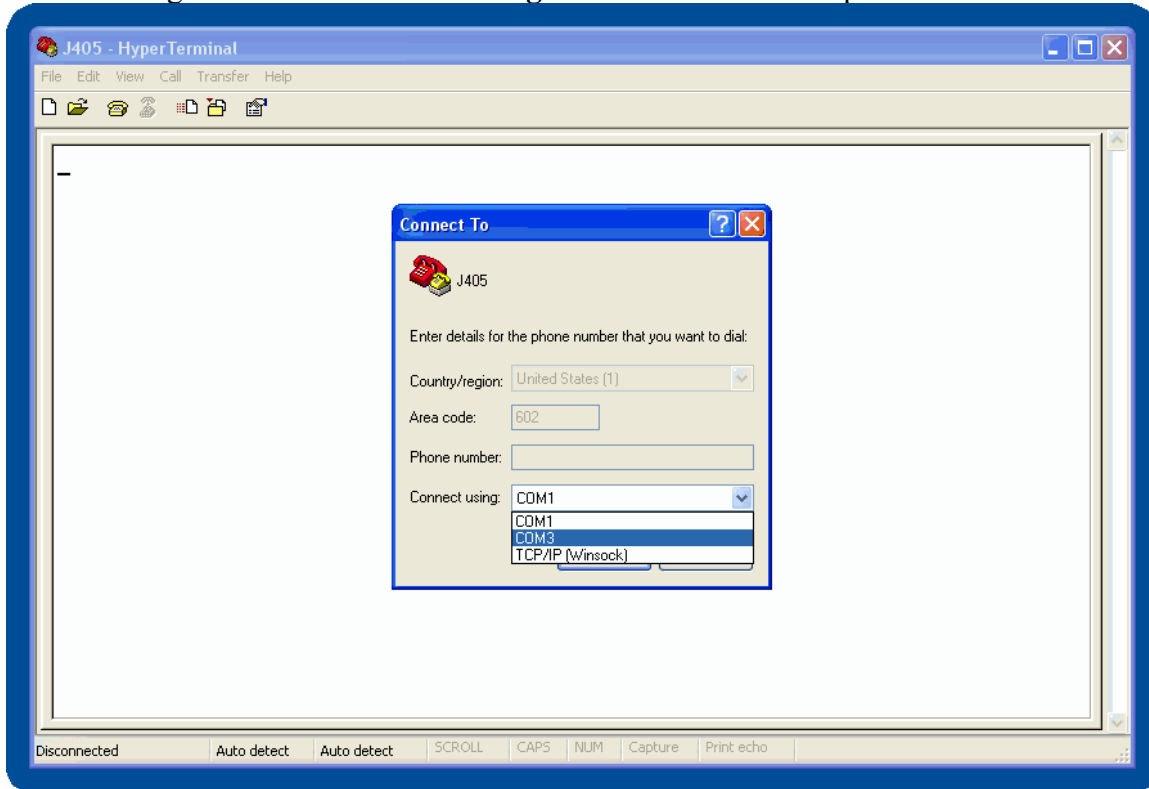 J405 - HyperTerminal
File Edit View Call Transfer Help
Connect To
J405
Enter details for the phone number that you want to dial:
Country/region: United States (1)
Area code: 602
Phone number:
Connect using: COM1
COM1
COM3
TCP/IP (Winsock)
Disconnected Auto detect Auto detect SCROLL CAPS NUM Capture Print echo